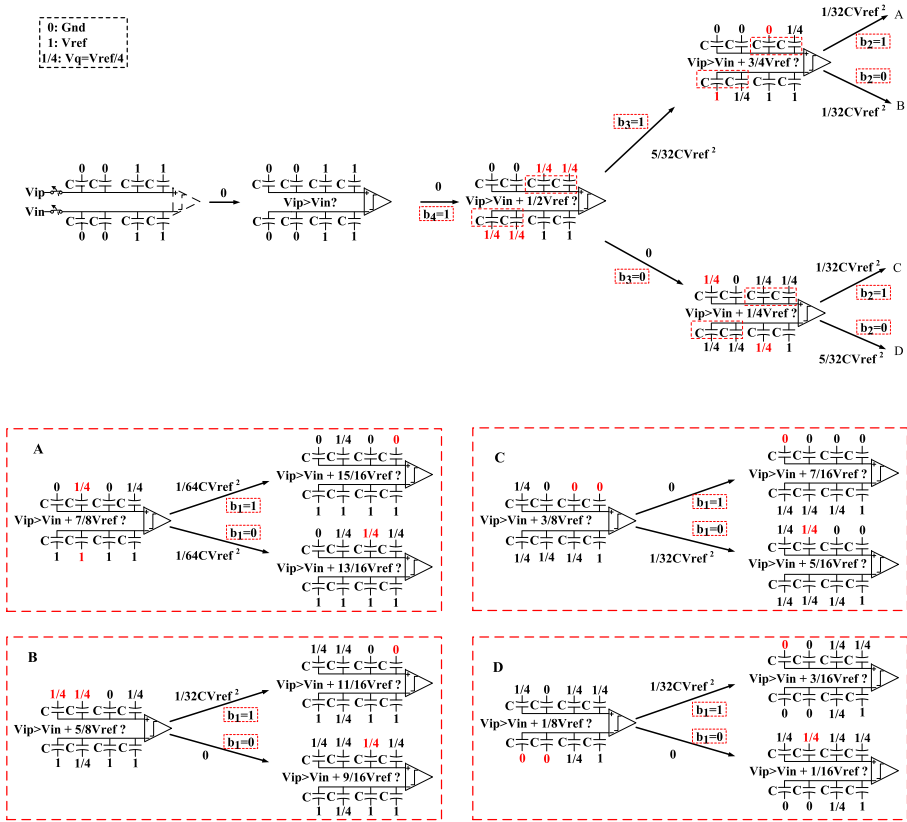 0: Gnd
1: Vref
1/4: Vq=Vref/4
0 0 1 1
C C C C
Vip
Vin
+
-
C C C C
0 0 1 1
0
0 0 1 1
C C C C
Vip>Vin?
C C C C
0 0 1 1
0
b4=1
0 0 1/4 1/4
C C C C
Vip>Vin + 1/2Vref ?
C C C C
1/4 1/4 1 1
b3=1
5/32CVref 2
0
b3=0
0 0 0 1/4
C C C C
Vip>Vin + 3/4Vref ?
C C C C
1 1/4 1 1
1/32CVref 2
A
b2=1
b2=0
B
1/32CVref 2
1/4 0 1/4 1/4
C C C C
Vip>Vin + 1/4Vref ?
C C C C
1/4 1/4 1/4 1
1/32CVref 2
C
b2=1
b2=0
D
5/32CVref 2
A
0 1/4 0 1/4
C C C C
Vip>Vin + 7/8Vref ?
C C C C
1 1 1 1
1/64CVref 2
b1=1
b1=0
1/64CVref 2
0 1/4 0 0
C C C C
Vip>Vin + 15/16Vref ?
C C C C
1 1 1 1
0 1/4 1/4 1/4
C C C C
Vip>Vin + 13/16Vref ?
C C C C
1 1 1 1
C
1/4 0 0 0
C C C C
Vip>Vin + 3/8Vref ?
C C C C
1/4 1/4 1/4 1
0
b1=1
b1=0
1/32CVref 2
0 0 0 0
C C C C
Vip>Vin + 7/16Vref ?
C C C C
1/4 1/4 1/4 1
1/4 1/4 0 0
C C C C
Vip>Vin + 5/16Vref ?
C C C C
1/4 1/4 1/4 1
B
1/4 1/4 0 1/4
C C C C
Vip>Vin + 5/8Vref ?
C C C C
1 1/4 1 1
1/32CVref 2
b1=1
b1=0
0
1/4 1/4 0 0
C C C C
Vip>Vin + 11/16Vref ?
C C C C
1 1/4 1 1
1/4 1/4 1/4 1/4
C C C C
Vip>Vin + 9/16Vref ?
C C C C
1 1/4 1 1
D
1/4 0 1/4 1/4
C C C C
Vip>Vin + 1/8Vref ?
C C C C
0 0 1/4 1
1/32CVref 2
b1=1
b1=0
0
0 0 1/4 1/4
C C C C
Vip>Vin + 3/16Vref ?
C C C C
0 0 1/4 1
1/4 1/4 1/4 1/4
C C C C
Vip>Vin + 1/16Vref ?
C C C C
0 0 1/4 1